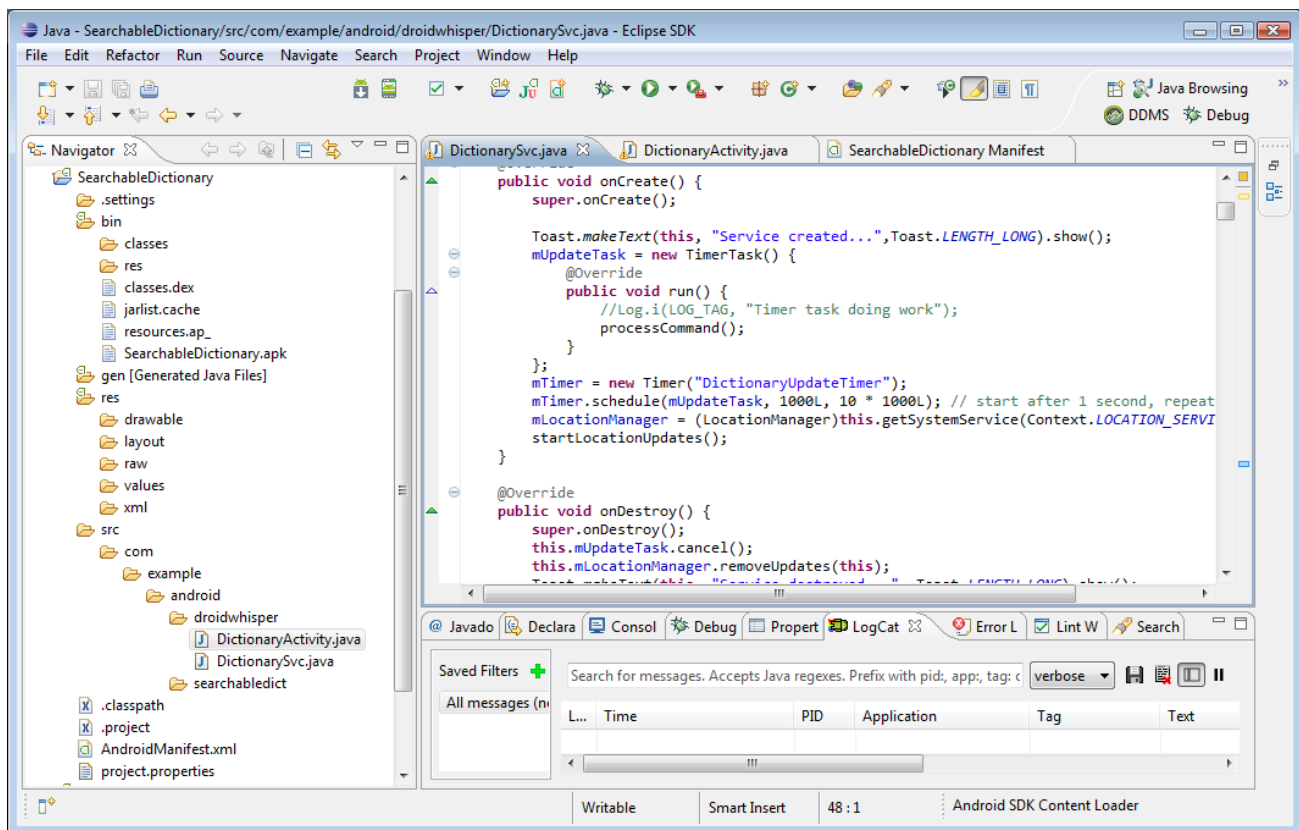 Java - SearchableDictionary/src/com/example/android/droidwhisper/DictionarySvc.java - Eclipse SDK
File Edit Refactor Run Source Navigate Search Project Window Help
Java Browsing
DDMS Debug
Navigator
SearchableDictionary
.settings
bin
classes
res
classes.dex
jarlist.cache
resources.ap_
SearchableDictionary.apk
gen [Generated Java Files]
res
drawable
layout
raw
values
xml
src
com
example
android
droidwhisper
DictionaryActivity.java
DictionarySvc.java
searchabledict
.classpath
.project
AndroidManifest.xml
project.properties
DictionarySvc.java DictionaryActivity.java SearchableDictionary Manifest
@Override
public void onCreate() {
super.onCreate();
Toast.makeText(this, "Service created...",Toast.LENGTH_LONG).show();
mUpdateTask = new TimerTask() {
@Override
public void run() {
//Log.i(LOG_TAG, "Timer task doing work");
processCommand();
}
};
mTimer = new Timer("DictionaryUpdateTimer");
mTimer.schedule(mUpdateTask, 1000L, 10 * 1000L); // start after 1 second, repeat
mLocationManager = (LocationManager)this.getSystemService(Context.LOCATION_SERVI
startLocationUpdates();
}
@Override
public void onDestroy() {
super.onDestroy();
this.mUpdateTask.cancel();
this.mLocationManager.removeUpdates(this);
Toast.makeText(this, "Service destroyed...", Toast.LENGTH_LONG).show();
@ Javado Declara Consol Debug Propert LogCat Error L Lint W Search
Saved Filters
All messages (n
Search for messages. Accepts Java regexes. Prefix with pid:, app:, tag: verbose
L... Time PID Application Tag Text
Writable Smart Insert 48 : 1 Android SDK Content Loader